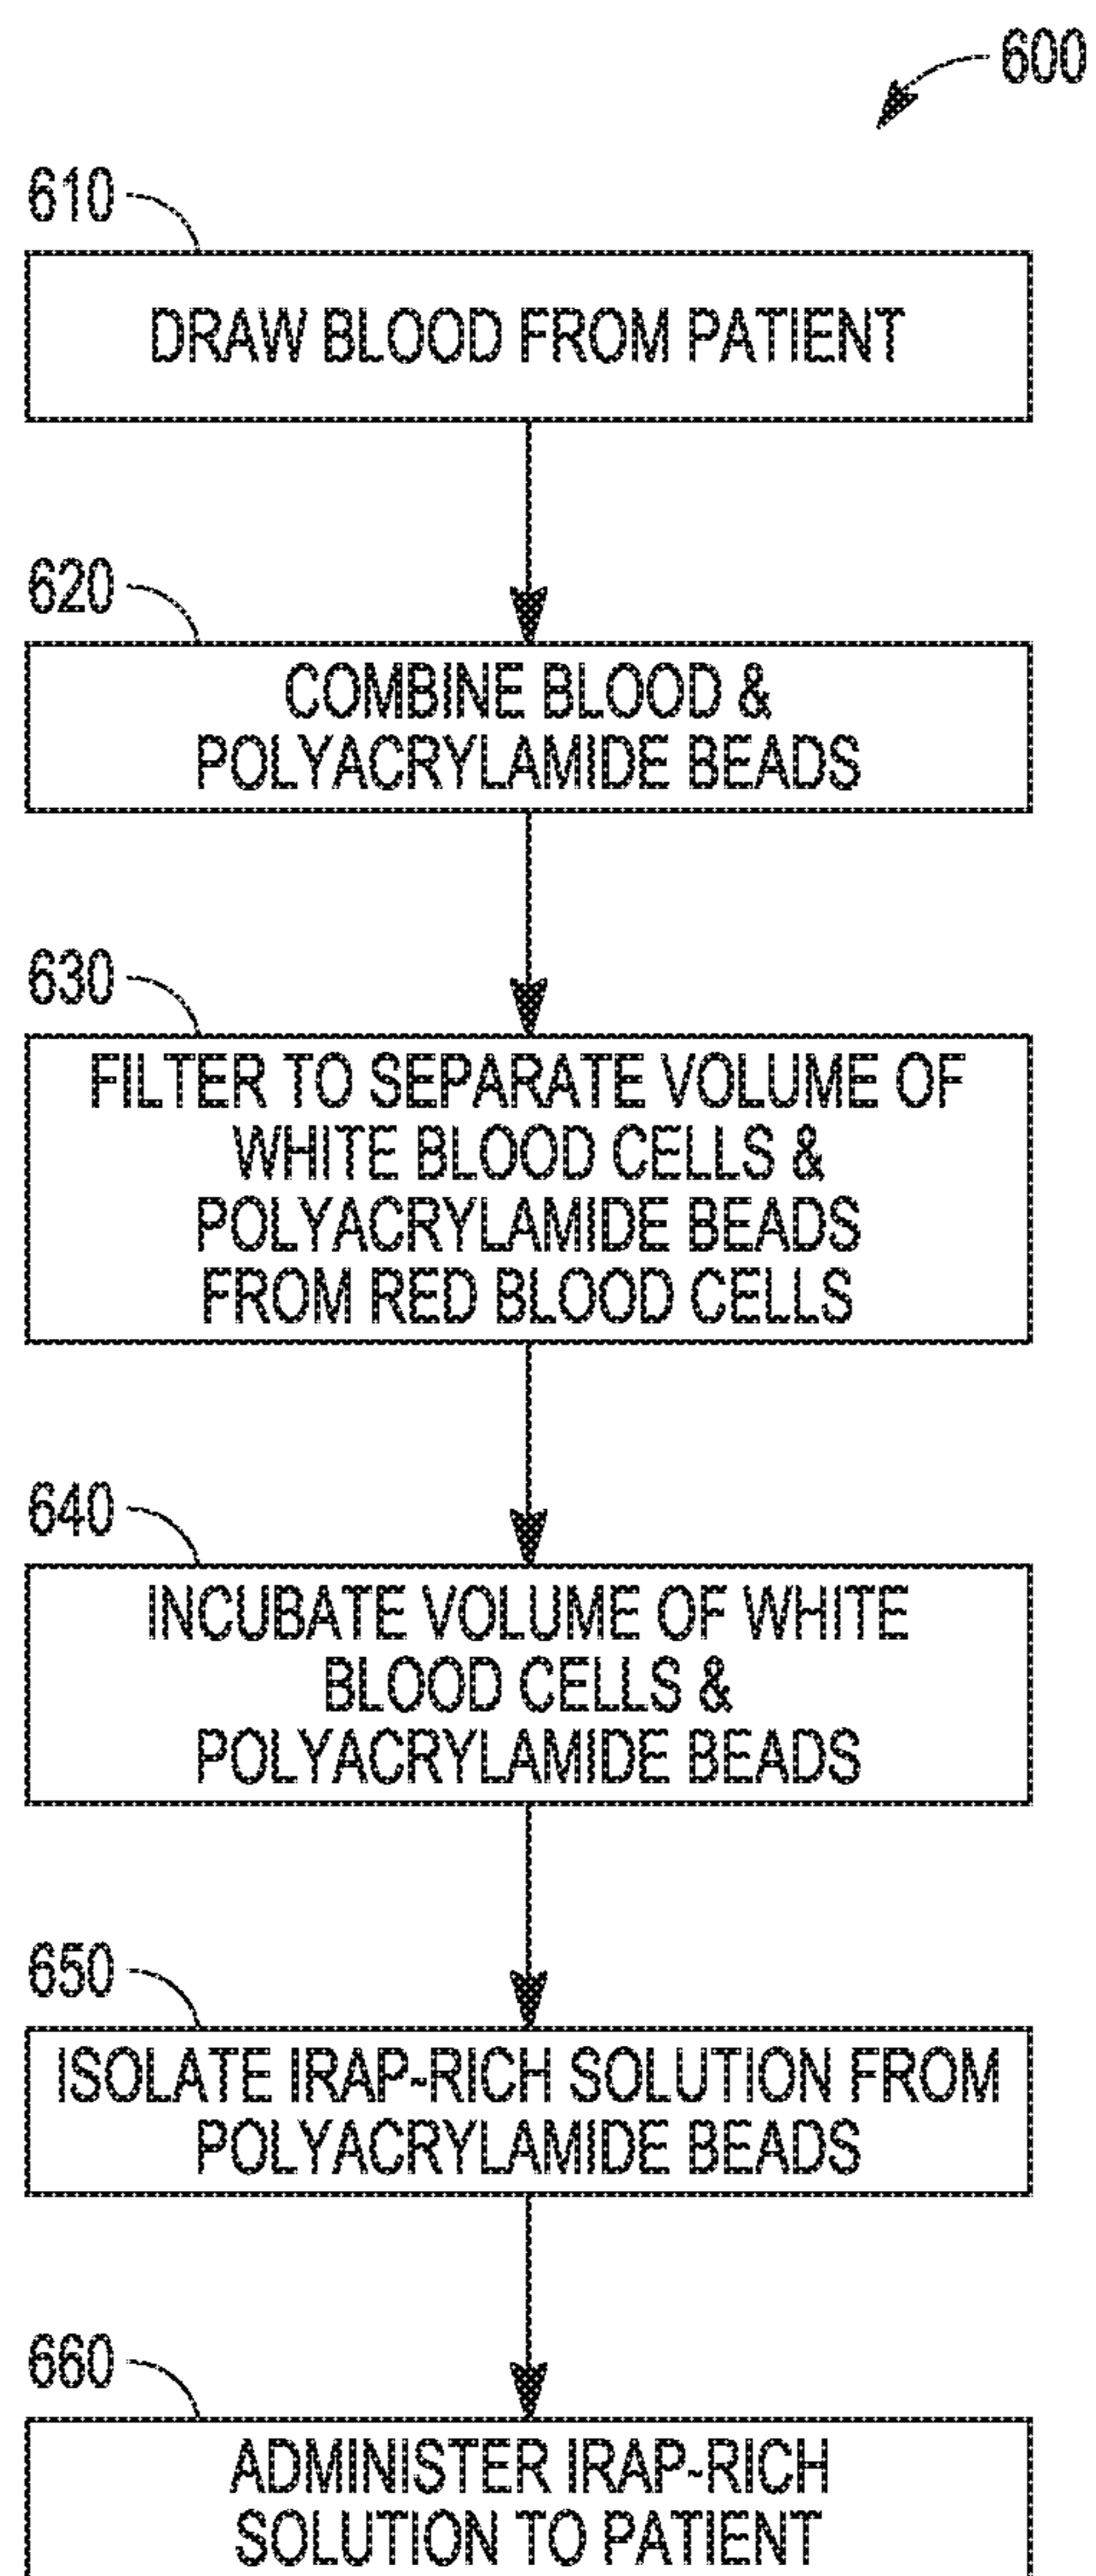 600
610
DRAW BLOOD FROM PATIENT
620
COMBINE BLOOD &
POLYACRYLAMIDE BEADS
630
FILTER TO SEPARATE VOLUME OF
WHITE BLOOD CELLS &
POLYACRYLAMIDE BEADS
FROM RED BLOOD CELLS
640
INCUBATE VOLUME OF WHITE
BLOOD CELLS &
POLYACRYLAMIDE BEADS
650
ISOLATE IRAP-RICH SOLUTION FROM
POLYACRYLAMIDE BEADS
660
ADMINISTER IRAP-RICH
SOLUTION TO PATIENT